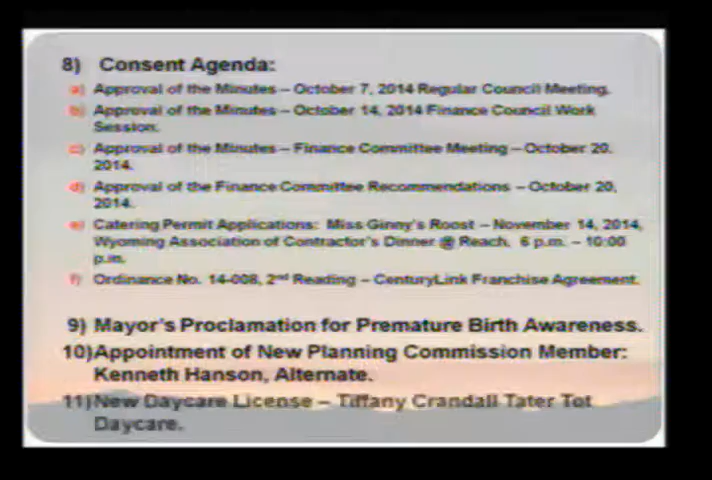 8) Consent Agenda:
a) Approval of the Minutes – October 7, 2014 Regular Council Meeting.
b) Approval of the Minutes – October 14, 2014 Finance Council Work
Session.
c) Approval of the Minutes – Finance Committee Meeting – October 20,
2014.
d) Approval of the Finance Committee Recommendations – October 20,
2014.
e) Catering Permit Applications: Miss Ginny's Roost – November 14, 2014,
Wyoming Association of Contractor's Dinner @ Reach, 6 p.m. – 10:00
p.m.
f) Ordinance No. 14-008, 2nd Reading – CenturyLink Franchise Agreement.
9) Mayor's Proclamation for Premature Birth Awareness.
10)Appointment of New Planning Commission Member:
Kenneth Hanson, Alternate.
11)New Daycare License – Tiffany Crandall Tater Tot
Daycare.